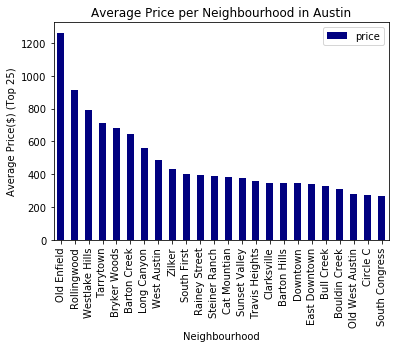 Average Price per Neighbourhood in Austin
price
Average Price($) (Top 25)
1200
1000
800
600
400
200
0
Old Enfield
Rollingwood
Westlake Hills
Tarrytown
Bryker Woods
Barton Creek
Long Canyon
West Austin
Zilker
South First
Rainey Street
Steiner Ranch
Cat Mountian
Sunset Valley
Travis Heights
Clarksville
Barton Hills
Downtown
East Downtown
Bull Creek
Bouldin Creek
Old West Austin
Circle C
South Congress
Neighbourhood